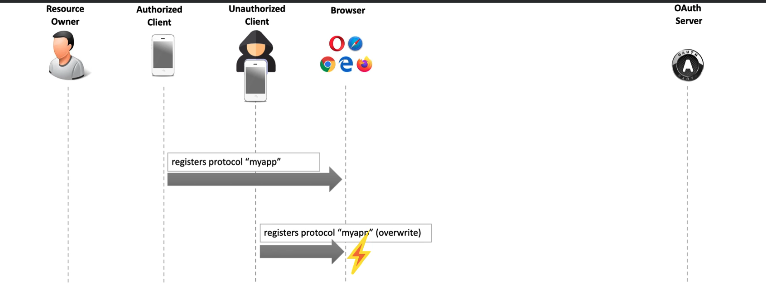 Resource
Owner
Authorized
Client
Unauthorized
Client
Browser
OAuth
Server
A
registers protocol “myapp”
registers protocol “myapp” (overwrite)